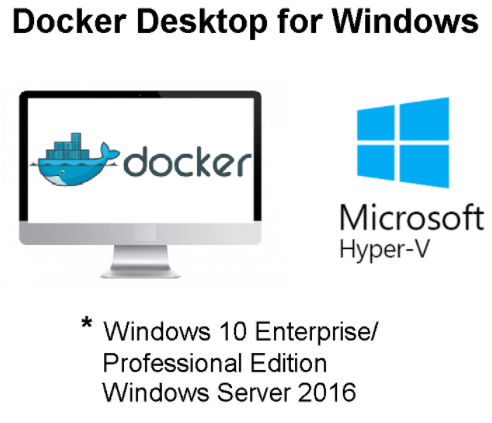 Docker Desktop for Windows
docker
Microsoft
Hyper-V
* Windows 10 Enterprise/
Professional Edition
Windows Server 2016